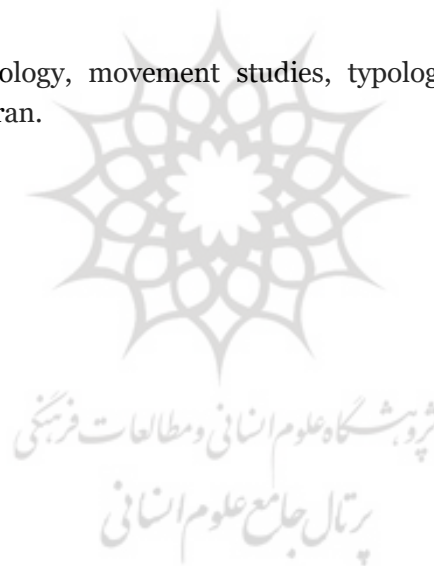 ology, movement studies, typolog
ran.
پژوهشگاه علوم انسانی و مطالعات فرهنگی
پرتال جامع علوم انسانی